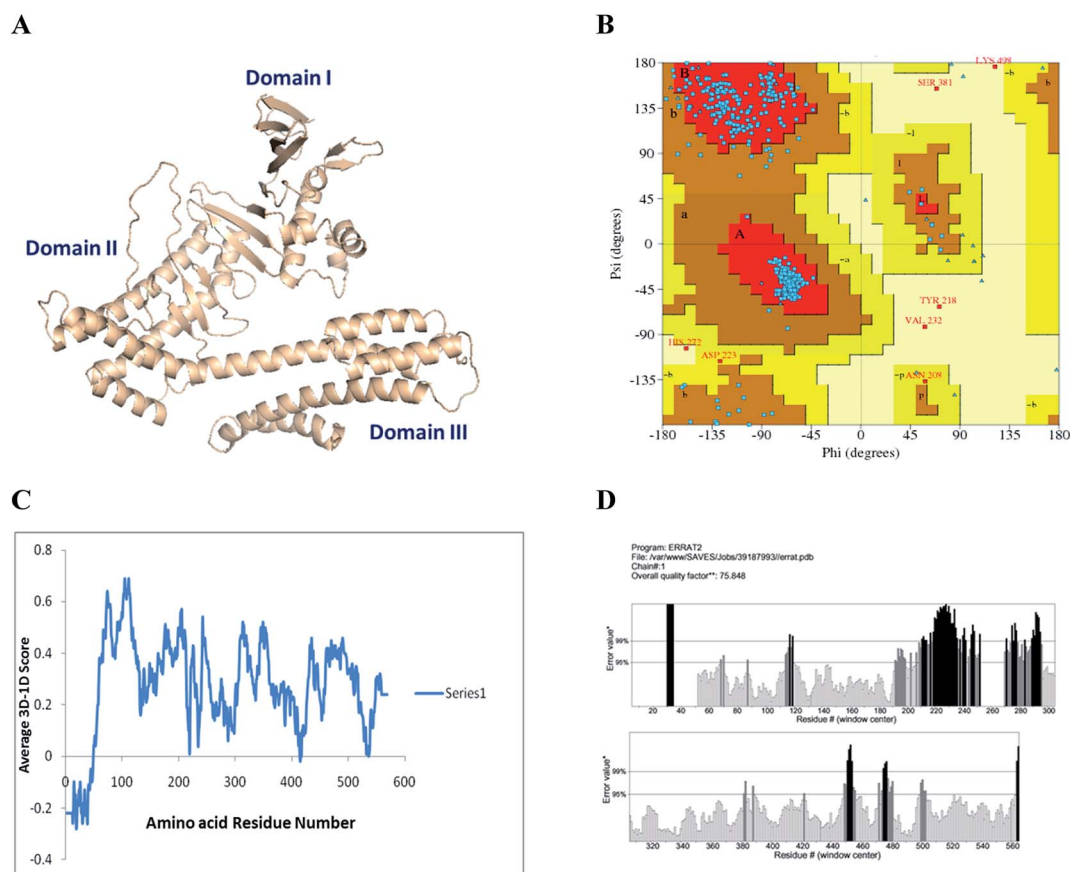 A
Domain I
Domain II
Domain III
B
180
135
90
45
0
-45
-90
-135
-180
-135
-90
-45
0
45
90
135
180
Psi (degrees)
Phi (degrees)
B
b
a
A
~b
~a
~l
l
L
~p
p
~b
b
~b
b
~b
LYS 498
SER 381
TYR 218
VAL 232
HIS 272
ASP 223
ASN 209
C
0.8
0.6
0.4
0.2
0
-0.2
-0.4
0 100 200 300 400 500 600
Average 3D-1D Score
Amino acid Residue Number
Series1
D
Program: ERRAT2
File: /var/www/SAVES/Jobs/39187993//errat.pdb
Chain#:1
Overall quality factor**: 75.848
Error value*
99%
95%
20 40 60 80 100 120 140 160 180 200 220 240 260 280 300
Residue # (window center)
Error value*
99%
95%
320 340 360 380 400 420 440 460 480 500 520 540 560
Residue # (window center)